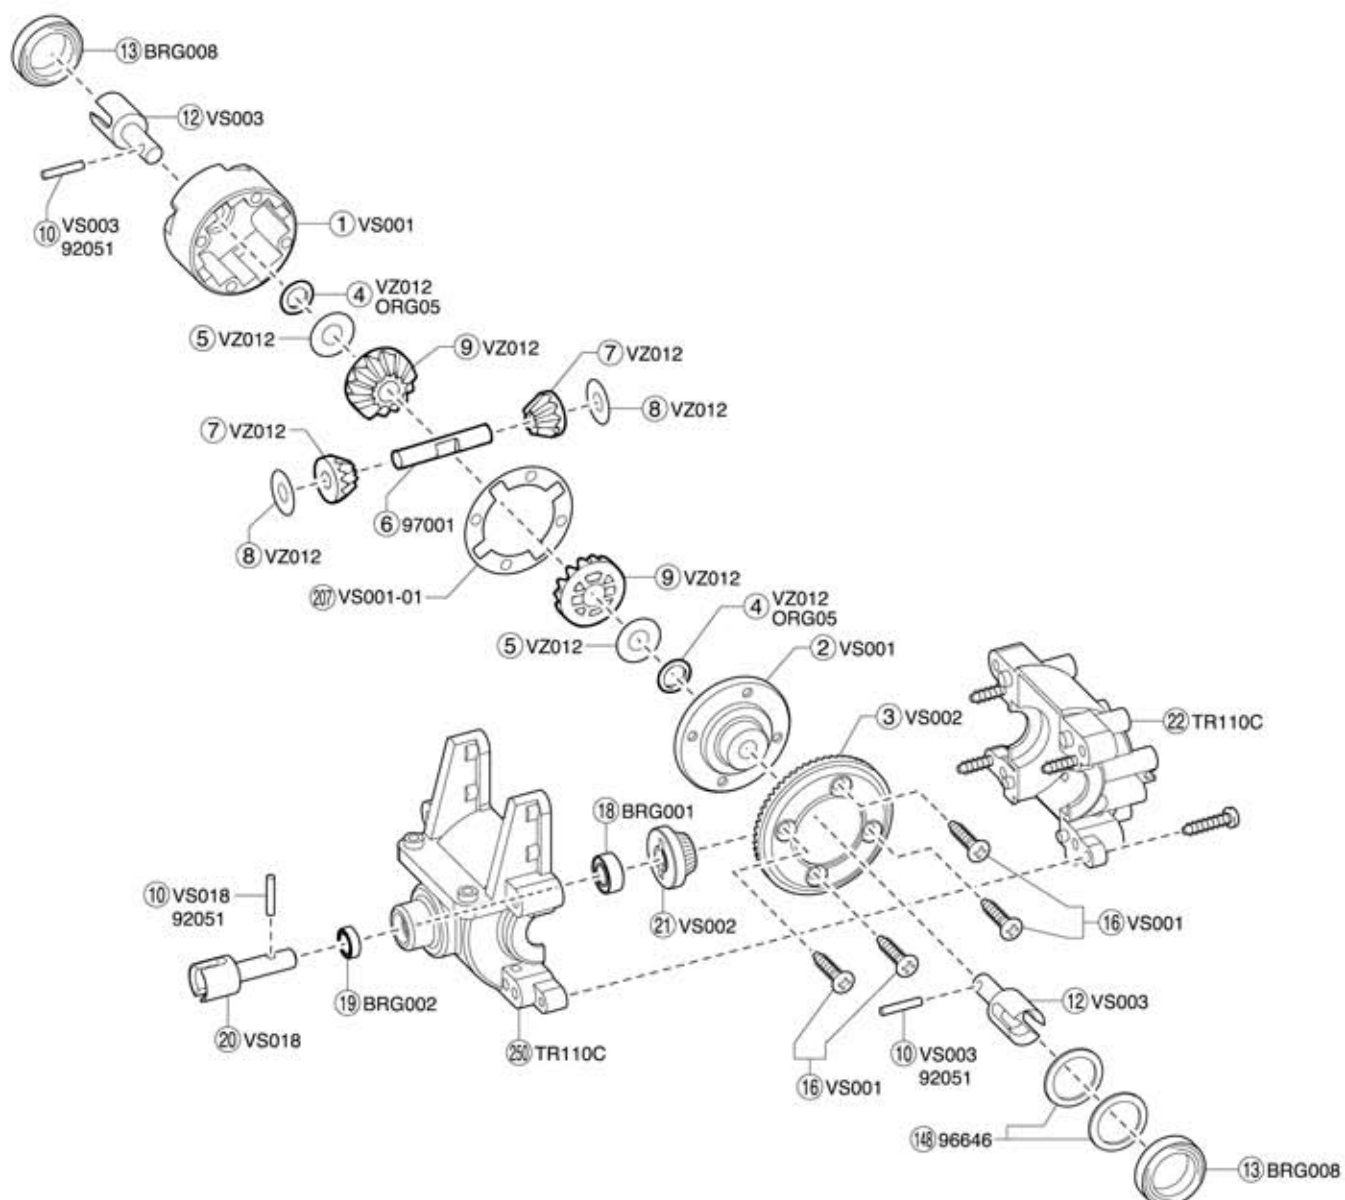 13 BRG008
12 VS003
10 VS003
92051
1 VS001
4 VZ012
ORG05
5 VZ012
9 VZ012
7 VZ012
8 VZ012
7 VZ012
6 97001
8 VZ012
9 VZ012
207 VS001-01
4 VZ012
ORG05
5 VZ012
2 VS001
3 VS002
22 TR110C
18 BRG001
10 VS018
92051
21 VS002
16 VS001
19 BRG002
12 VS003
20 VS018
250 TR110C
10 VS003
92051
16 VS001
148 96646
13 BRG008